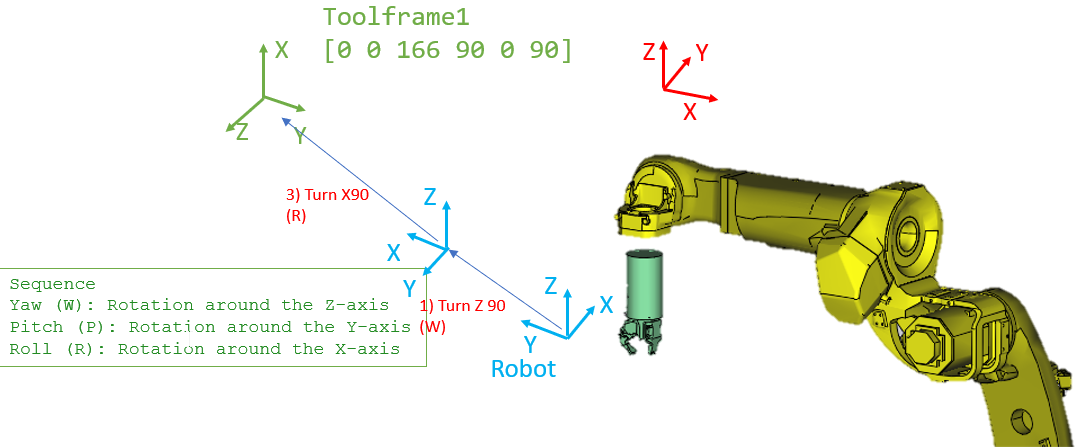 Toolframe1
[0 0 166 90 0 90]
X
Z
Y
Z
Y
X
3) Turn X90
(R)
Z
X
Y
Sequence
Yaw (W): Rotation around the Z-axis
Pitch (P): Rotation around the Y-axis
Roll (R): Rotation around the X-axis
1) Turn Z 90
(W)
Z
X
Y
Robot